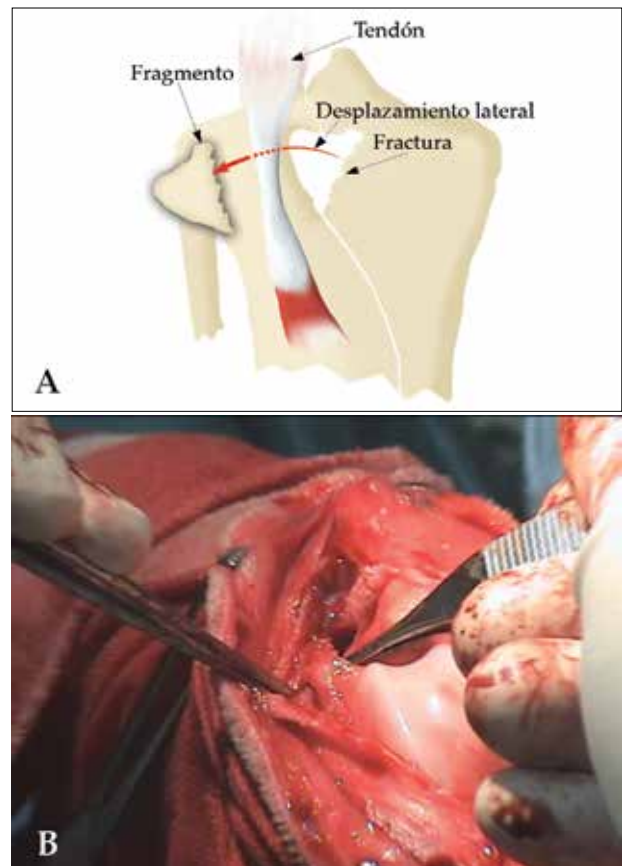 Tendón
Fragmento
Desplazamiento lateral
Fractura
A
B